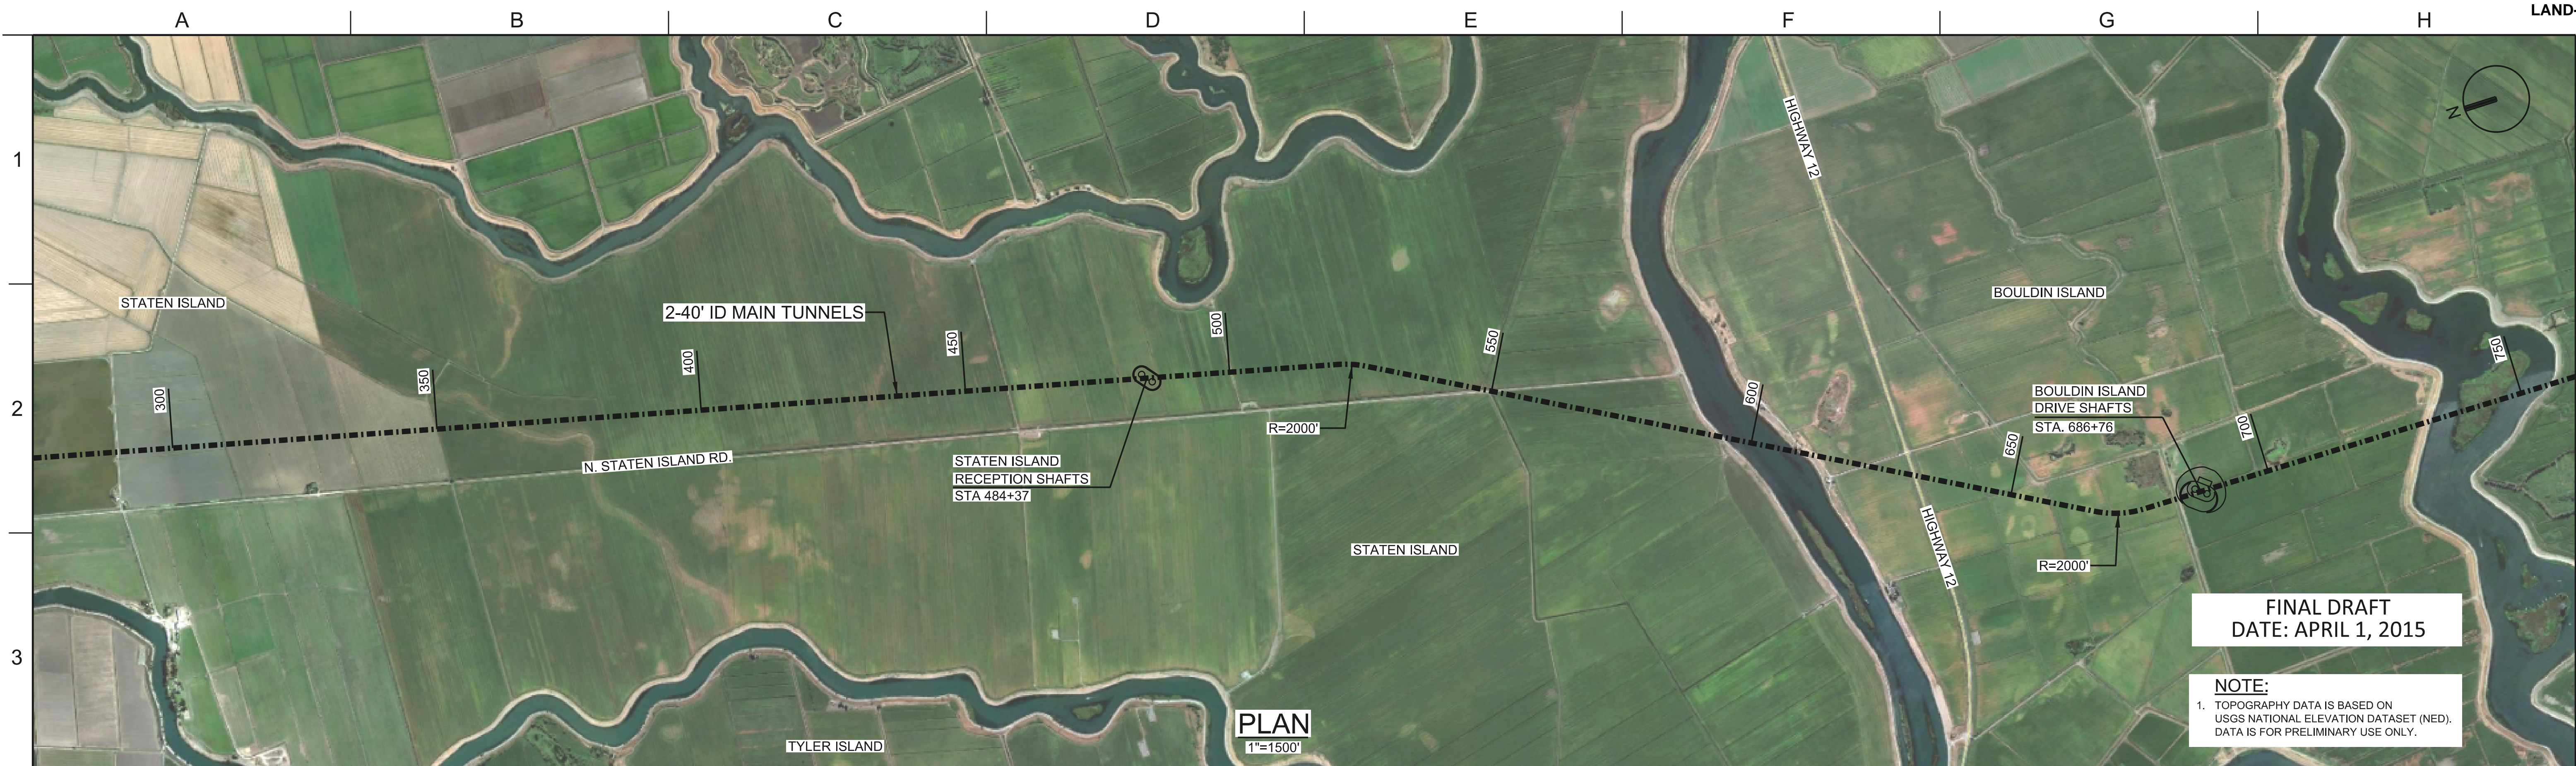 LAND-
A B C D E F G H
1
N
HIGHWAY 12
STATEN ISLAND
BOULDIN ISLAND
2-40' ID MAIN TUNNELS
2
300
350
400
450
500
550
600
650
700
750
BOULDIN ISLAND
DRIVE SHAFTS
STA. 686+76
R=2000'
N. STATEN ISLAND RD.
STATEN ISLAND
RECEPTION SHAFTS
STA 484+37
HIGHWAY 12
STATEN ISLAND
R=2000'
3
FINAL DRAFT
DATE: APRIL 1, 2015
NOTE:
1. TOPOGRAPHY DATA IS BASED ON
USGS NATIONAL ELEVATION DATASET (NED).
DATA IS FOR PRELIMINARY USE ONLY.
TYLER ISLAND
PLAN
1"=1500'